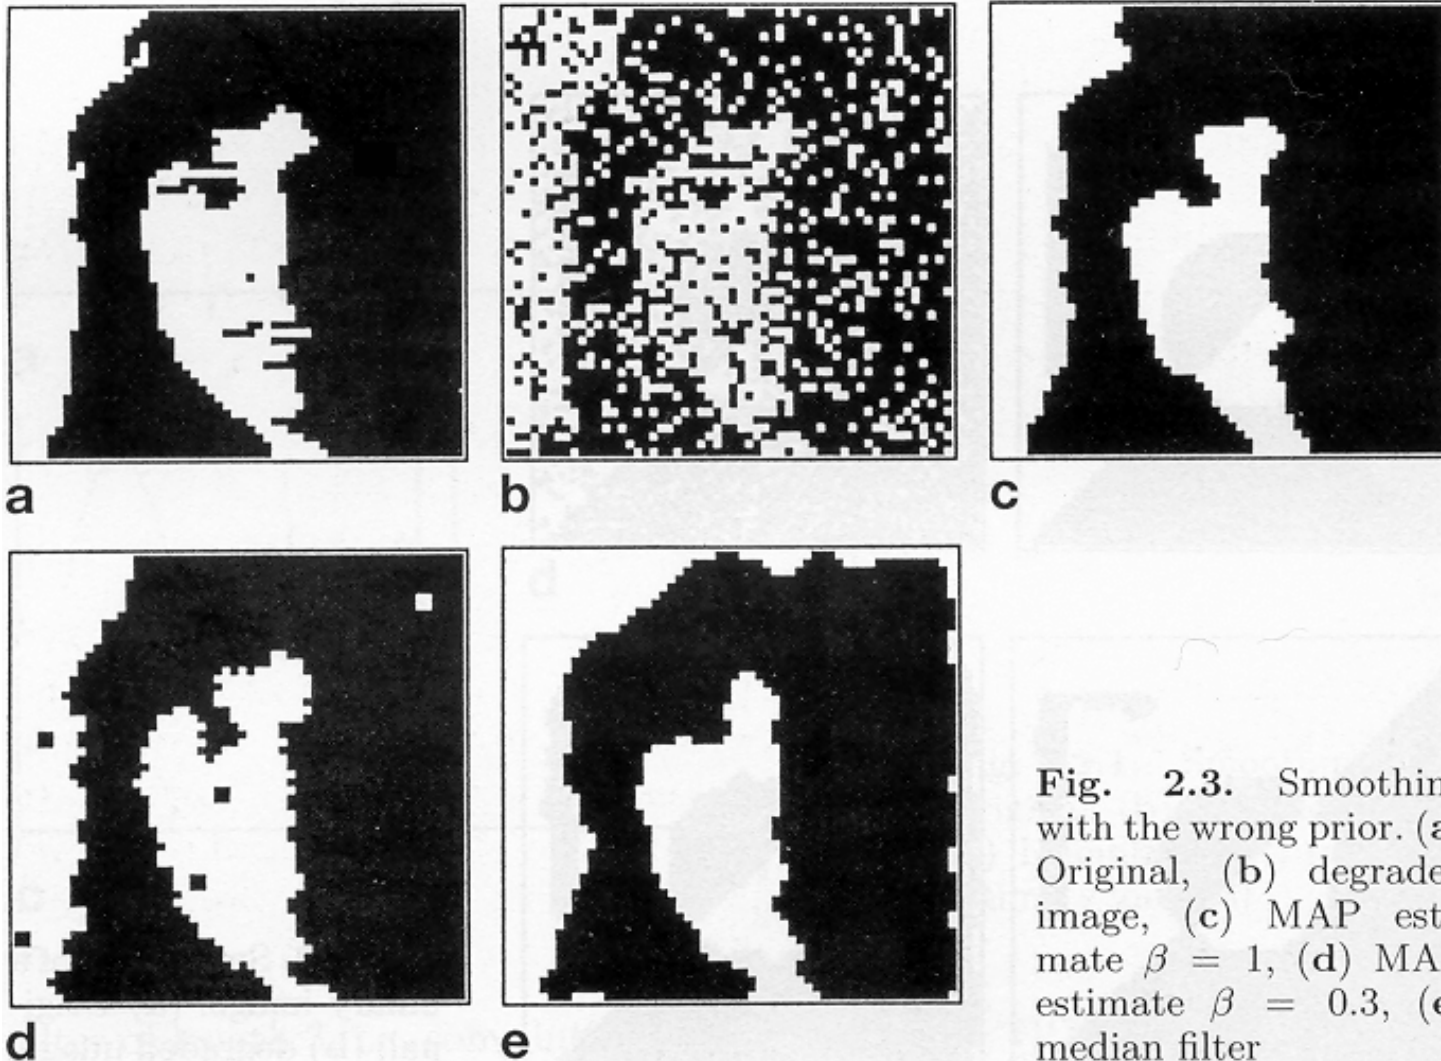 a
b
c
d
e
Fig. 2.3. Smoothin
with the wrong prior. (a
Original, (b) degrade
image, (c) MAP est
mate β = 1, (d) MA
estimate β = 0.3, (e
median filter